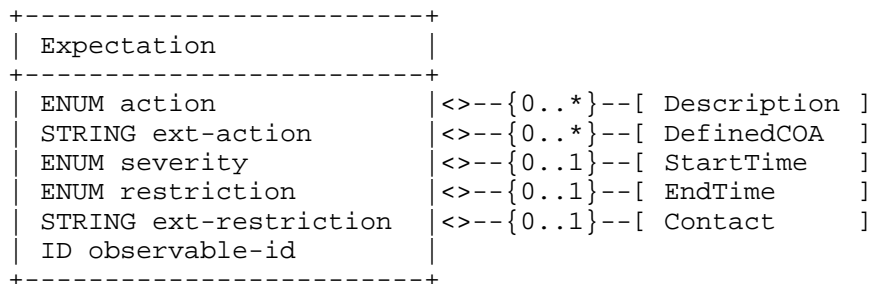 +--------------------------+
| Expectation              |
+--------------------------+
| ENUM action              |<>--{0..*}--[ Description ]
| STRING ext-action        |<>--{0..*}--[ DefinedCOA  ]
| ENUM severity            |<>--{0..1}--[ StartTime   ]
| ENUM restriction         |<>--{0..1}--[ EndTime     ]
| STRING ext-restriction   |<>--{0..1}--[ Contact     ]
| ID observable-id         |
+--------------------------+